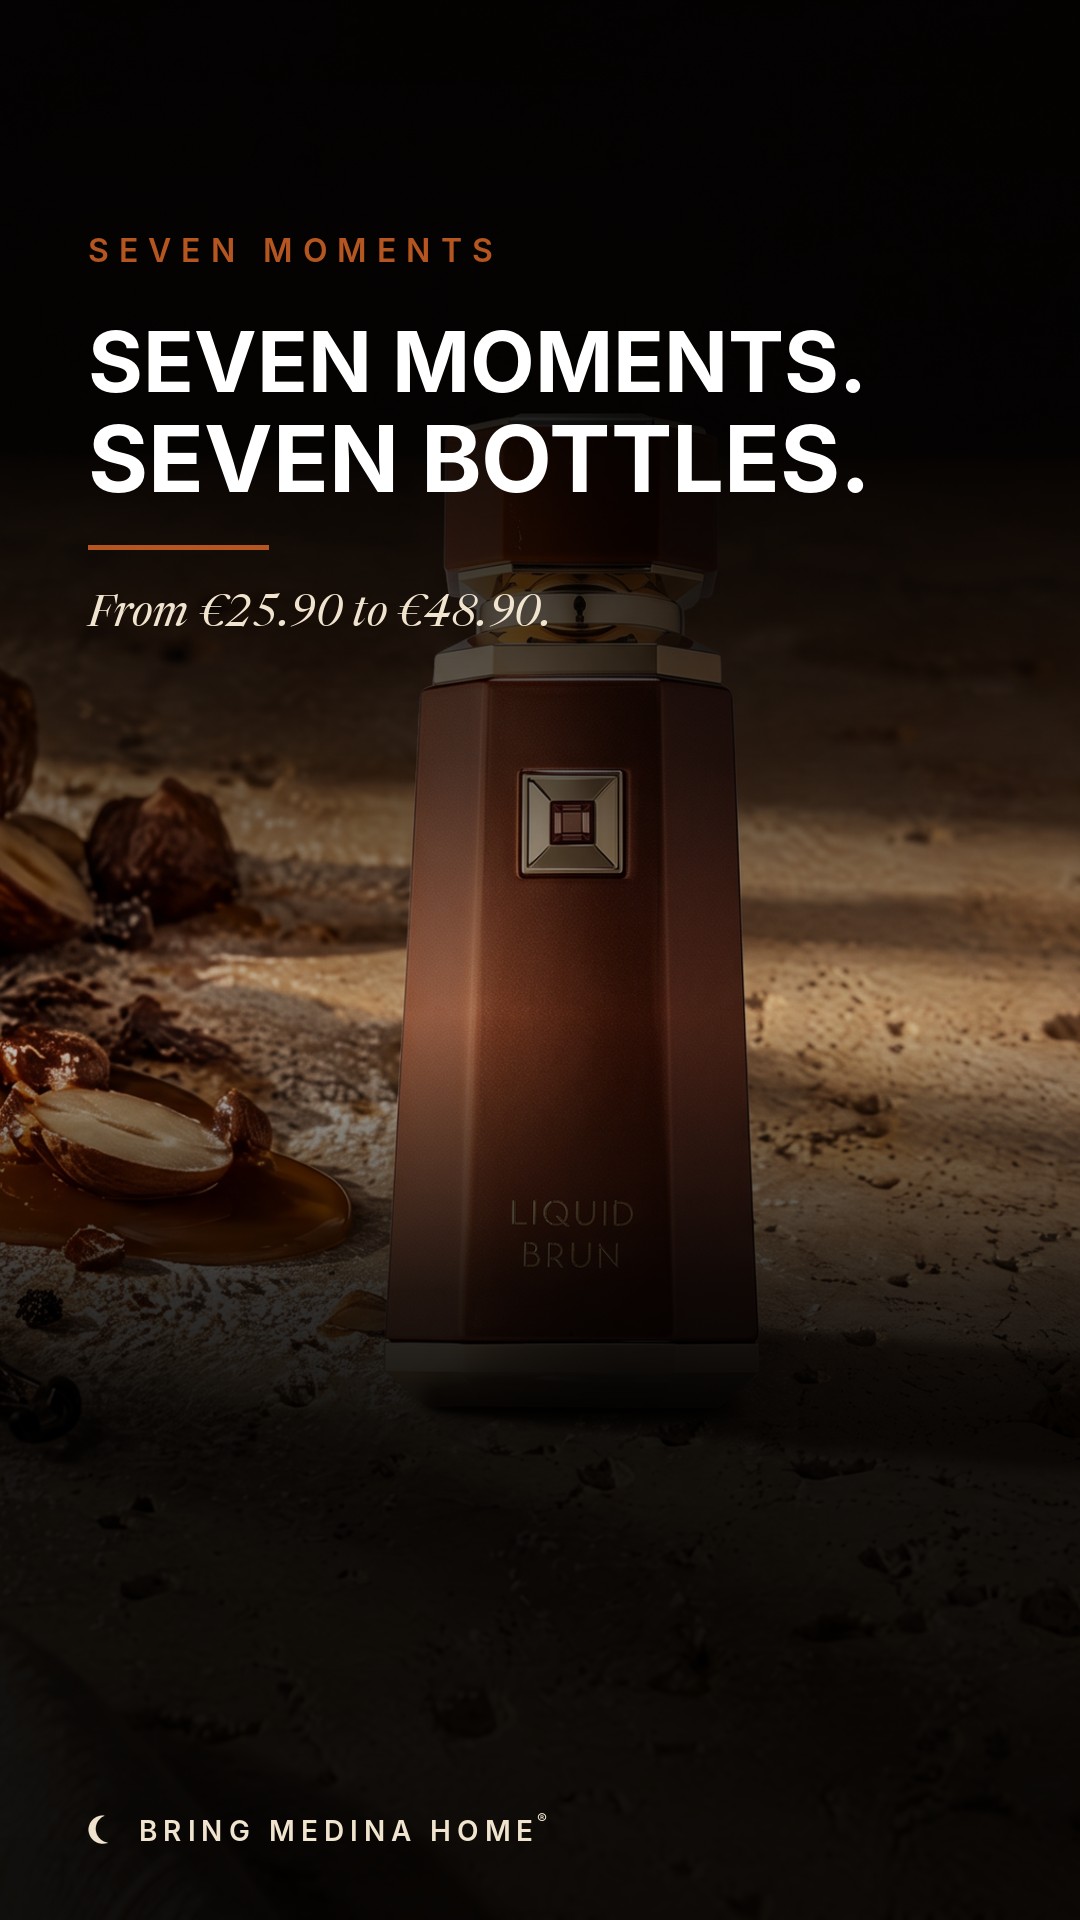 SEVEN MOMENTS
SEVEN MOMENTS.
SEVEN BOTTLES.
From €25.90 to €48.90.
LIQUID
BRUN
BRING MEDINA HOME®